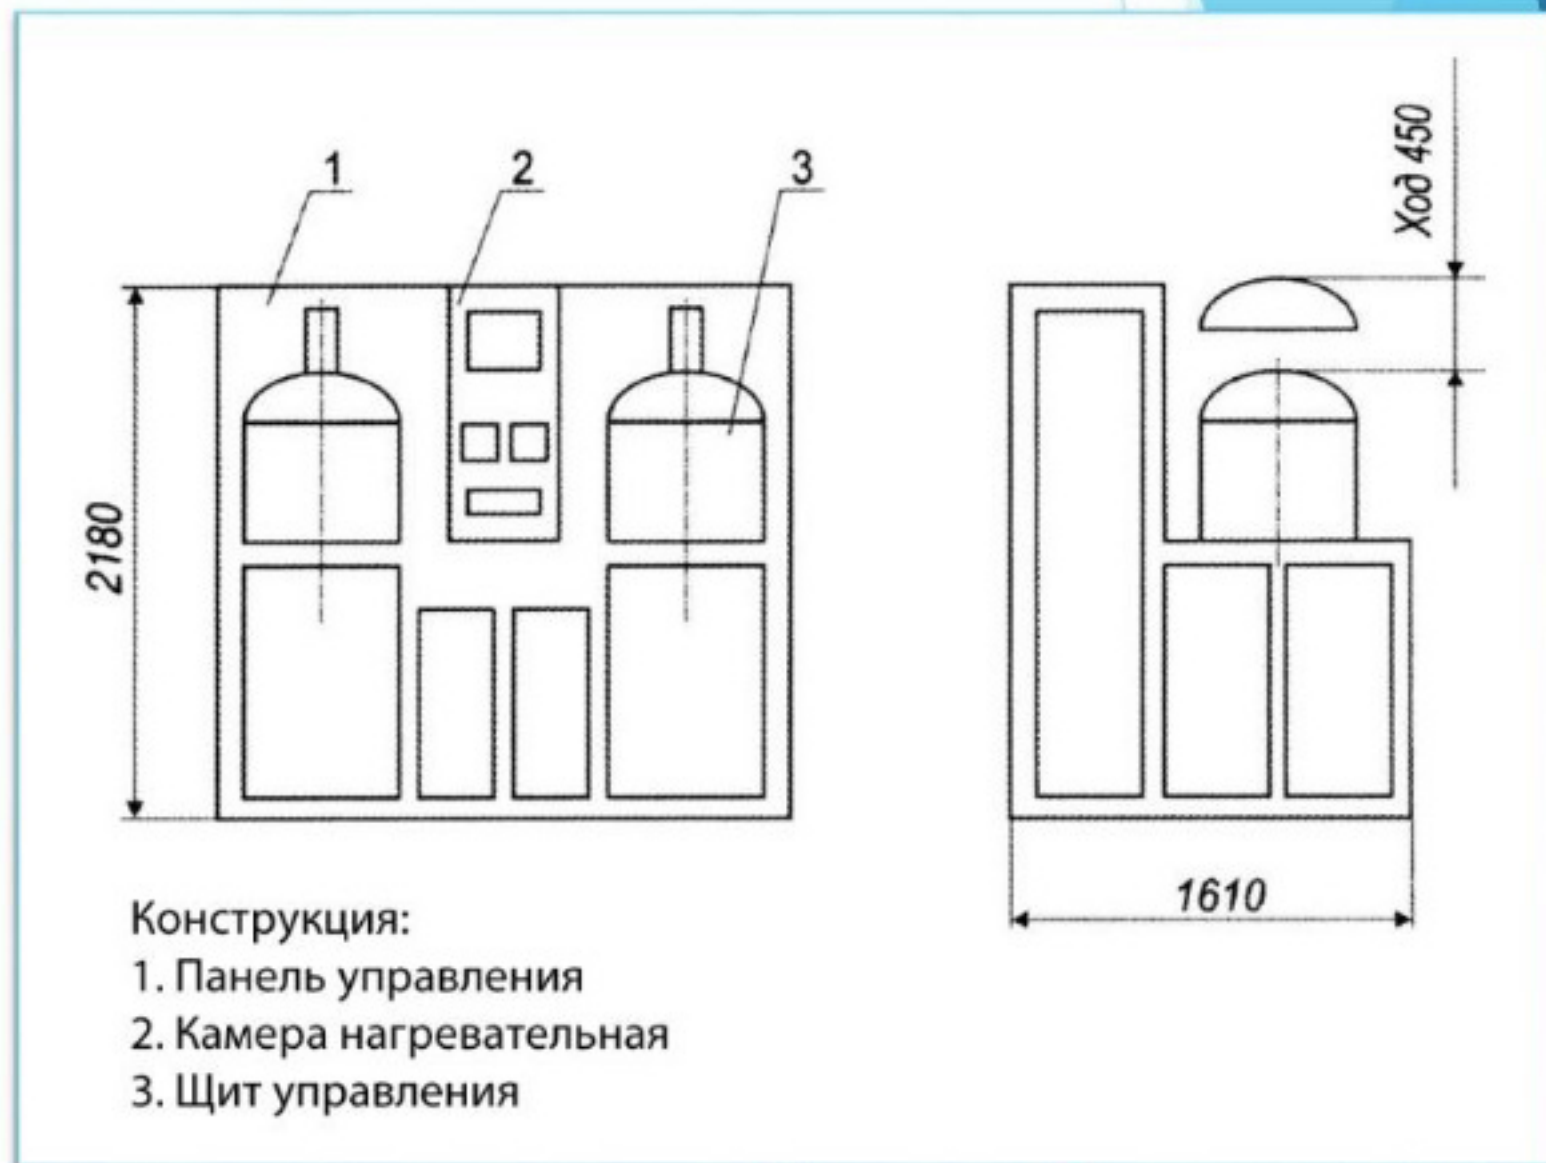 1 2 3
Ход 450
2180
1610
Конструкция:
1. Панель управления
2. Камера нагревательная
3. Щит управления